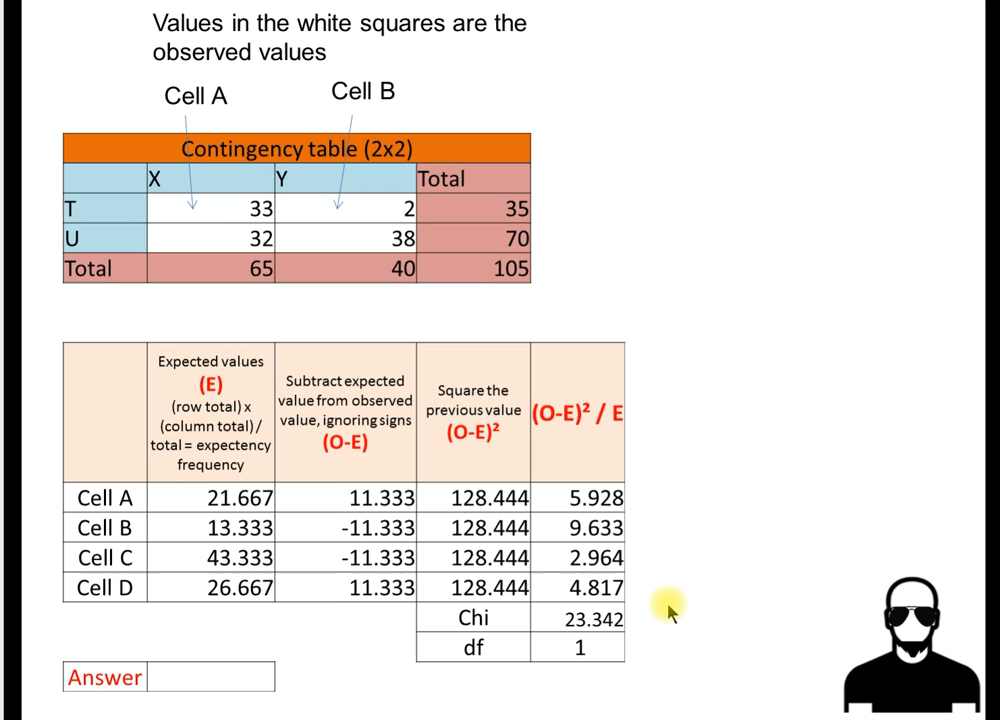 Values in the white squares are the
observed values
Cell A
Cell B
Contingency table (2x2)
X Y Total
T 33 2 35
U 32 38 70
Total 65 40 105
Expected values
(E)
(row total) x
(column total) /
total = expectency
frequency
Subtract expected
value from observed
value, ignoring signs
(O-E)
Square the
previous value
(O-E)²
(O-E)² / E
Cell A 21.667 11.333 128.444 5.928
Cell B 13.333 -11.333 128.444 9.633
Cell C 43.333 -11.333 128.444 2.964
Cell D 26.667 11.333 128.444 4.817
Chi 23.342
df 1
Answer